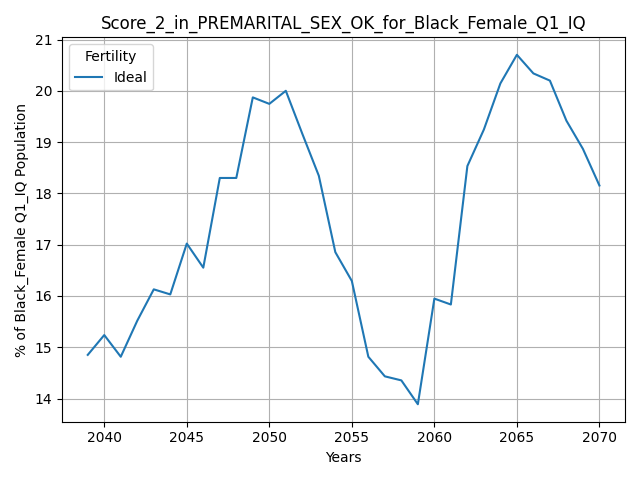 Score_2_in_PREMARITAL_SEX_OK_for_Black_Female_Q1_IQ
Fertility
Ideal
% of Black_Female Q1_IQ Population
21
20
19
18
17
16
15
14
2040 2045 2050 2055 2060 2065 2070
Years